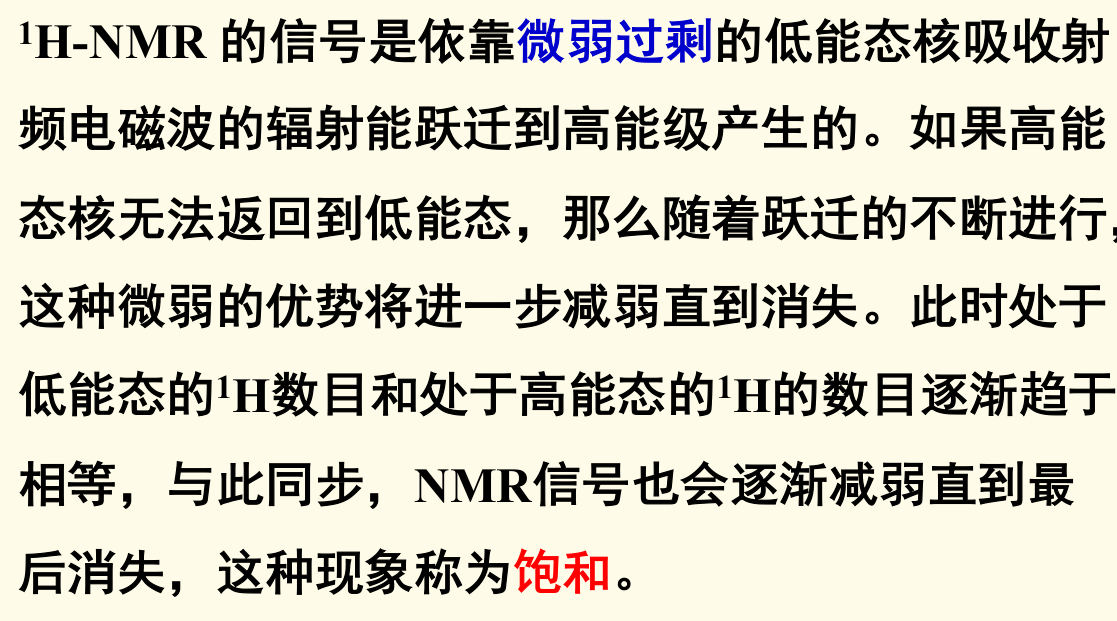 ¹H-NMR 的信号是依靠微弱过剩的低能态核吸收射
频电磁波的辐射能跃迁到高能级产生的。如果高能
态核无法返回到低能态，那么随着跃迁的不断进行，
这种微弱的优势将进一步减弱直到消失。此时处于
低能态的¹H数目和处于高能态的¹H的数目逐渐趋于
相等，与此同步，NMR信号也会逐渐减弱直到最
后消失，这种现象称为饱和。